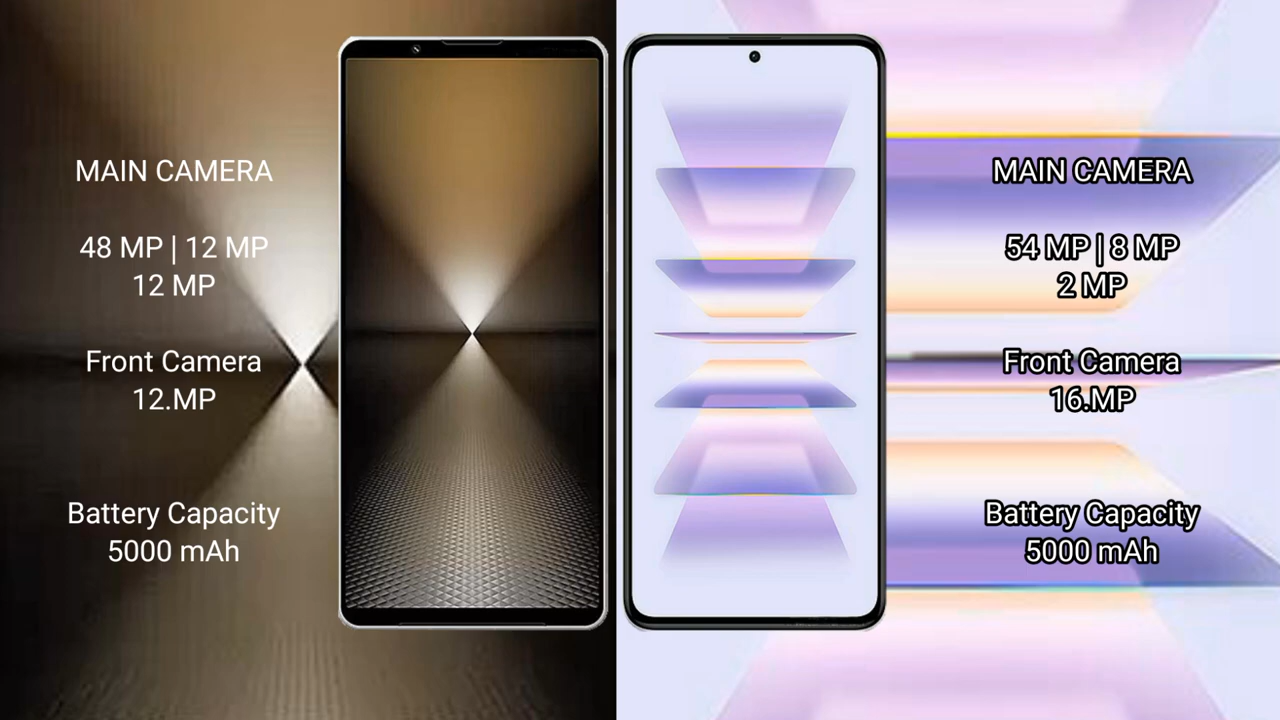 MAIN CAMERA
48 MP | 12 MP
12 MP
Front Camera
12.MP
Battery Capacity
5000 mAh
MAIN CAMERA
54 MP | 8 MP
2 MP
Front Camera
16.MP
Battery Capacity
5000 mAh